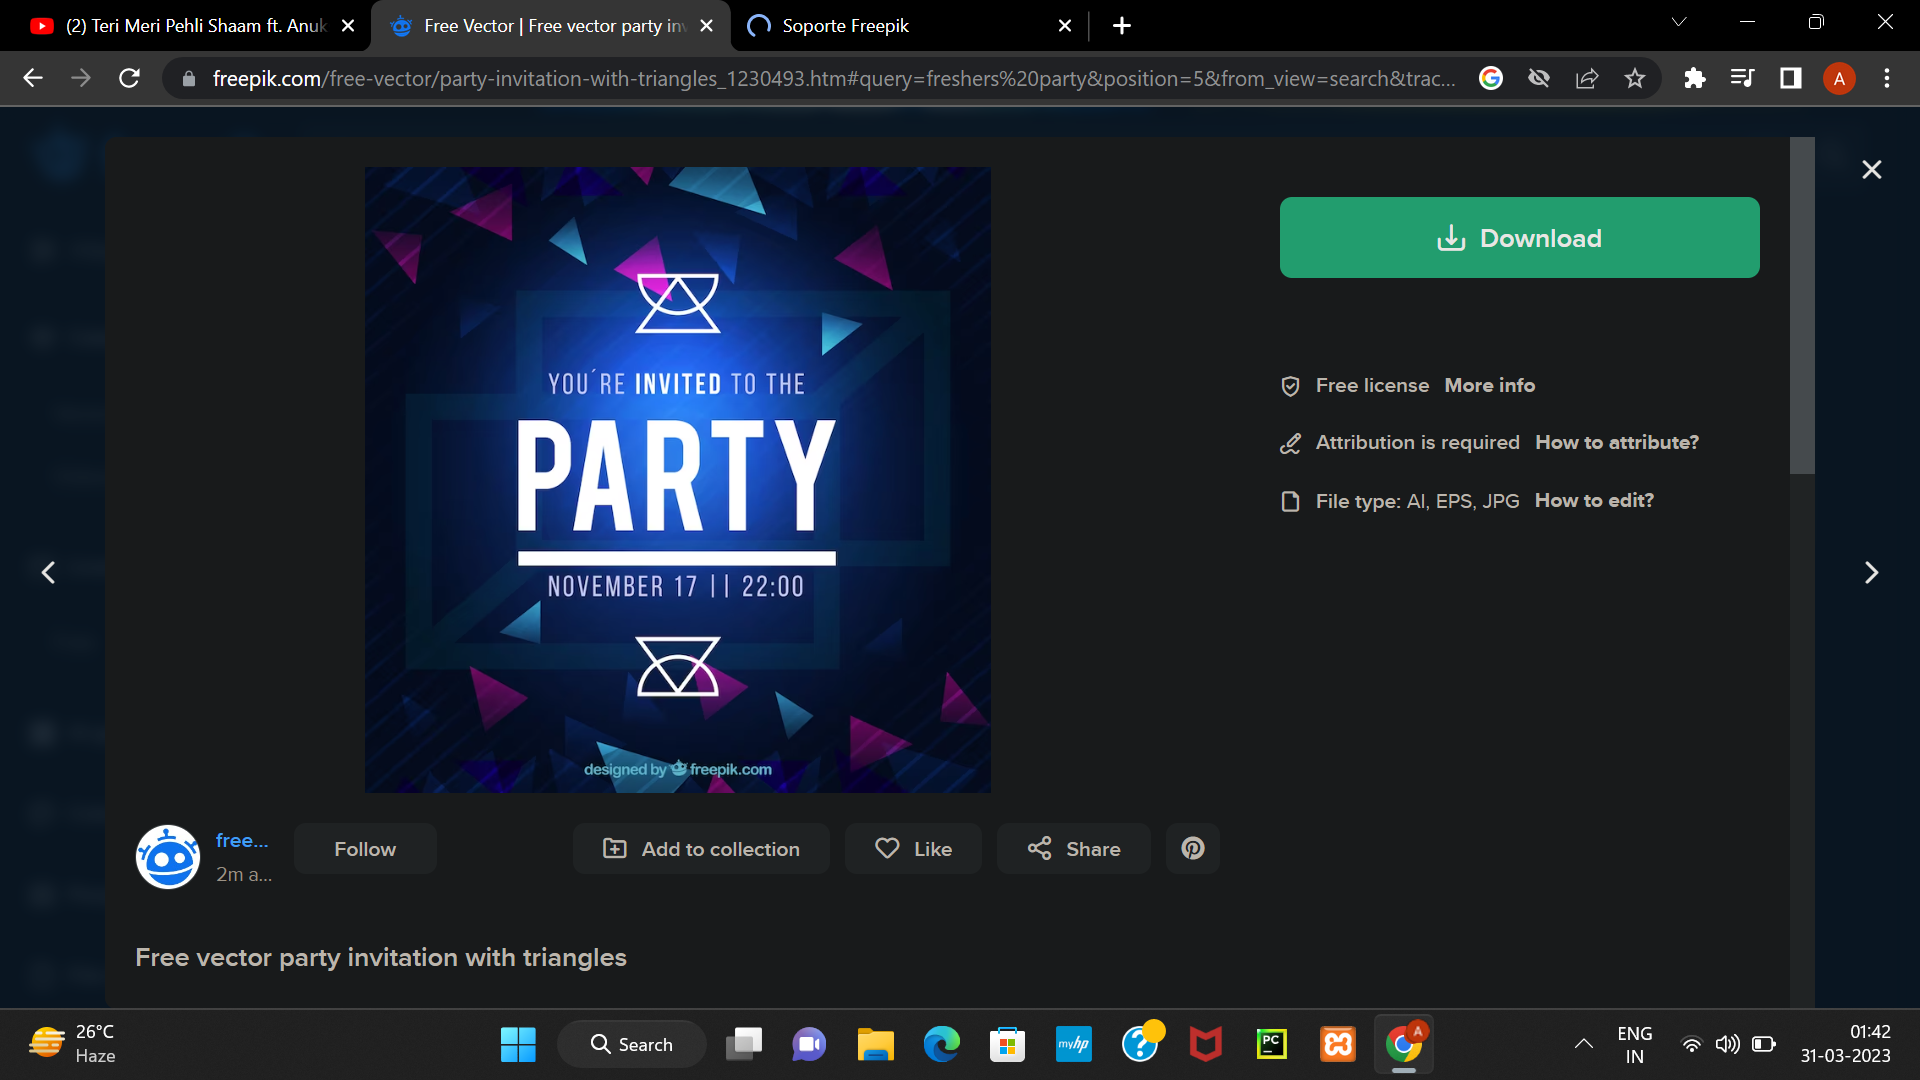 (2) Teri Meri Pehli Shaam ft. Anuk
Free Vector | Free vector party inv
Soporte Freepik
freepik.com/free-vector/party-invitation-with-triangles_1230493.htm#query=freshers%20party&position=5&from_view=search&trac...
A
Download
YOU´RE INVITED TO THE
PARTY
NOVEMBER 17 || 22:00
designed by freepik.com
Free license More info
Attribution is required How to attribute?
File type: AI, EPS, JPG How to edit?
free...
2m a...
Follow
Add to collection
Like
Share
Free vector party invitation with triangles
26°C
Haze
Search
myhp
PC
A
ENG
IN
01:42
31-03-2023